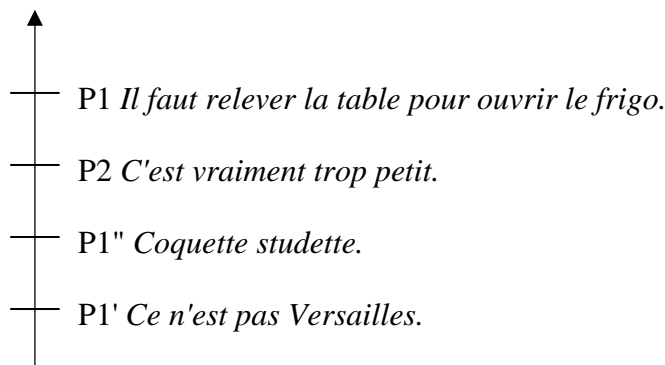 P1 Il faut relever la table pour ouvrir le frigo.
P2 C'est vraiment trop petit.
P1" Coquette studette.
P1' Ce n'est pas Versailles.